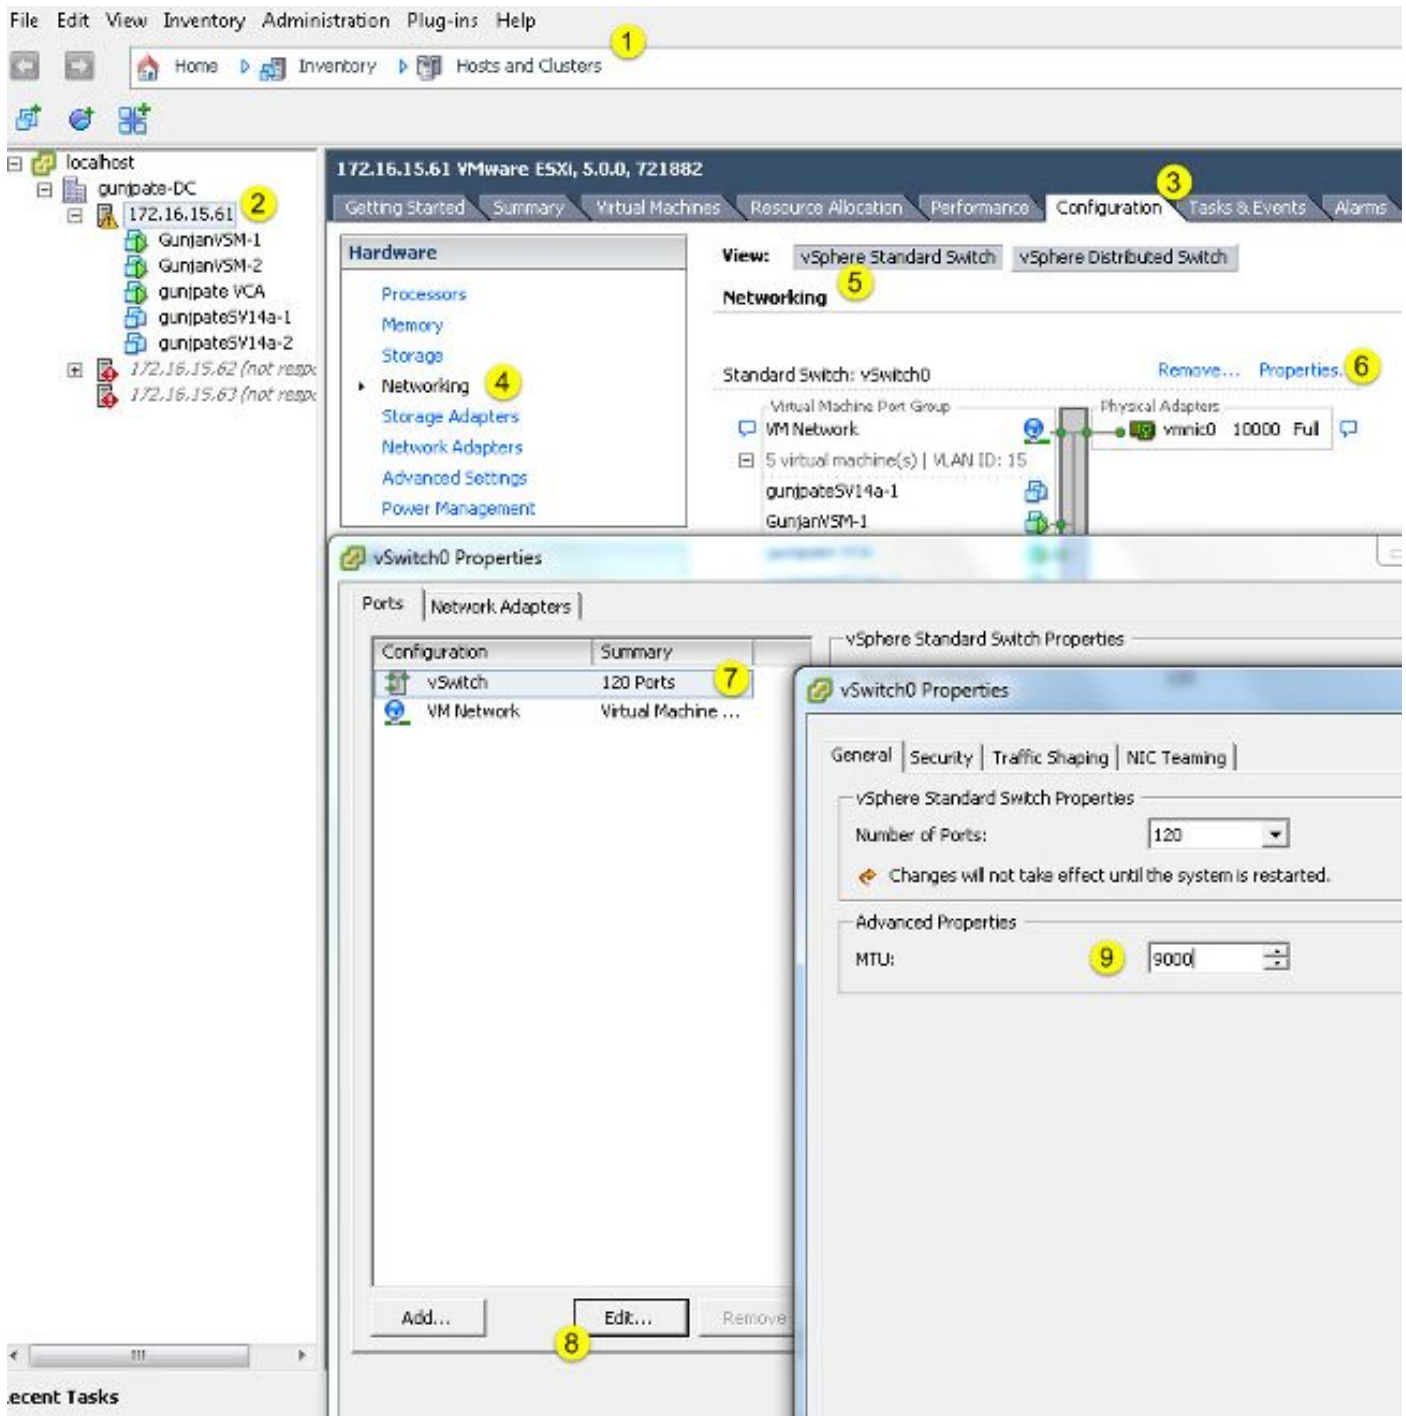 File Edit View Inventory Administration Plug-ins Help
1
Home Inventory Hosts and Clusters
localhost
gunjpate-DC
172.16.15.61 2
GunjanVSM-1
GunjanVSM-2
gunjpate VCA
gunjpateSV14a-1
gunjpateSV14a-2
172.16.15.62 (not resp
172.16.15.63 (not resp
172.16.15.61 VMware ESXi, 5.0.0, 721882
3
Getting Started Summary Virtual Machines Resource Allocation Performance Configuration Tasks & Events Alarms
Hardware
Processors
Memory
Storage
Networking 4
Storage Adapters
Network Adapters
Advanced Settings
Power Management
View: vSphere Standard Switch vSphere Distributed Switch
5
Networking
Standard Switch: vSwitch0 Remove... Properties. 6
Virtual Machine Port Group Physical Adapters
VM Network vmnic0 10000 Full
5 virtual machine(s) | VLAN ID: 15
gunjpateSV14a-1
GunjanVSM-1
vSwitch0 Properties
Ports Network Adapters
Configuration Summary
vSwitch 120 Ports 7
VM Network Virtual Machine ...
Add... Edit... Remove
8
vSphere Standard Switch Properties
vSwitch0 Properties
General Security Traffic Shaping NIC Teaming
vSphere Standard Switch Properties
Number of Ports: 120
Changes will not take effect until the system is restarted.
Advanced Properties
MTU: 9 9000
ecent Tasks